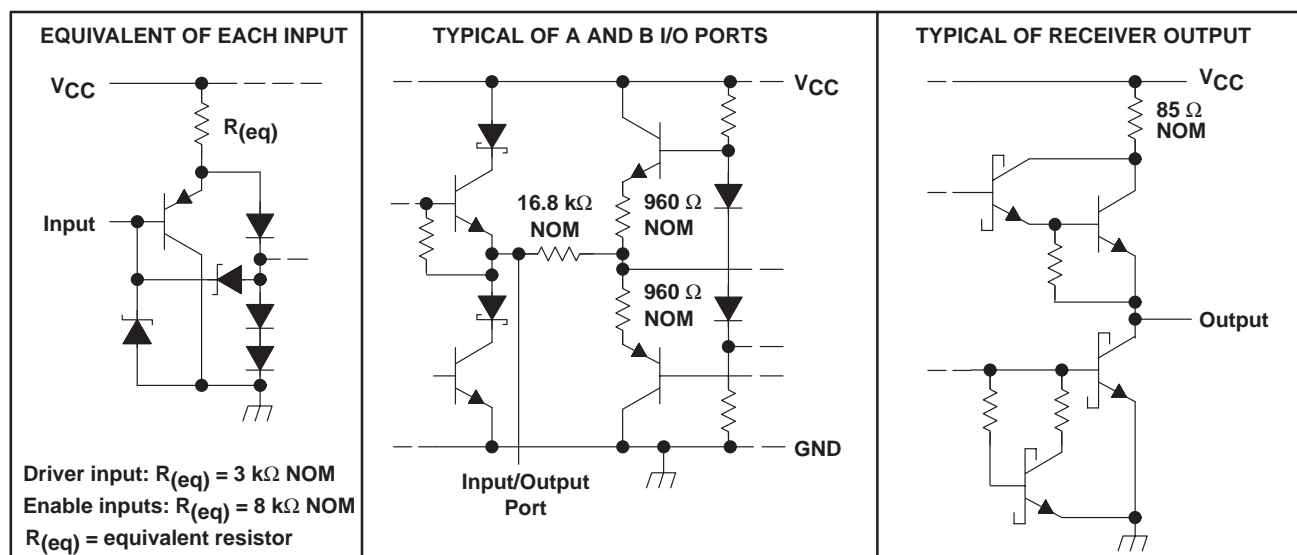 EQUIVALENT OF EACH INPUT
VCC
R(eq)
Input
Driver input: R(eq) = 3 kΩ NOM
Enable inputs: R(eq) = 8 kΩ NOM
R(eq) = equivalent resistor
TYPICAL OF A AND B I/O PORTS
VCC
16.8 kΩ
NOM
960 Ω
NOM
960 Ω
NOM
GND
Input/Output
Port
TYPICAL OF RECEIVER OUTPUT
VCC
85 Ω
NOM
Output